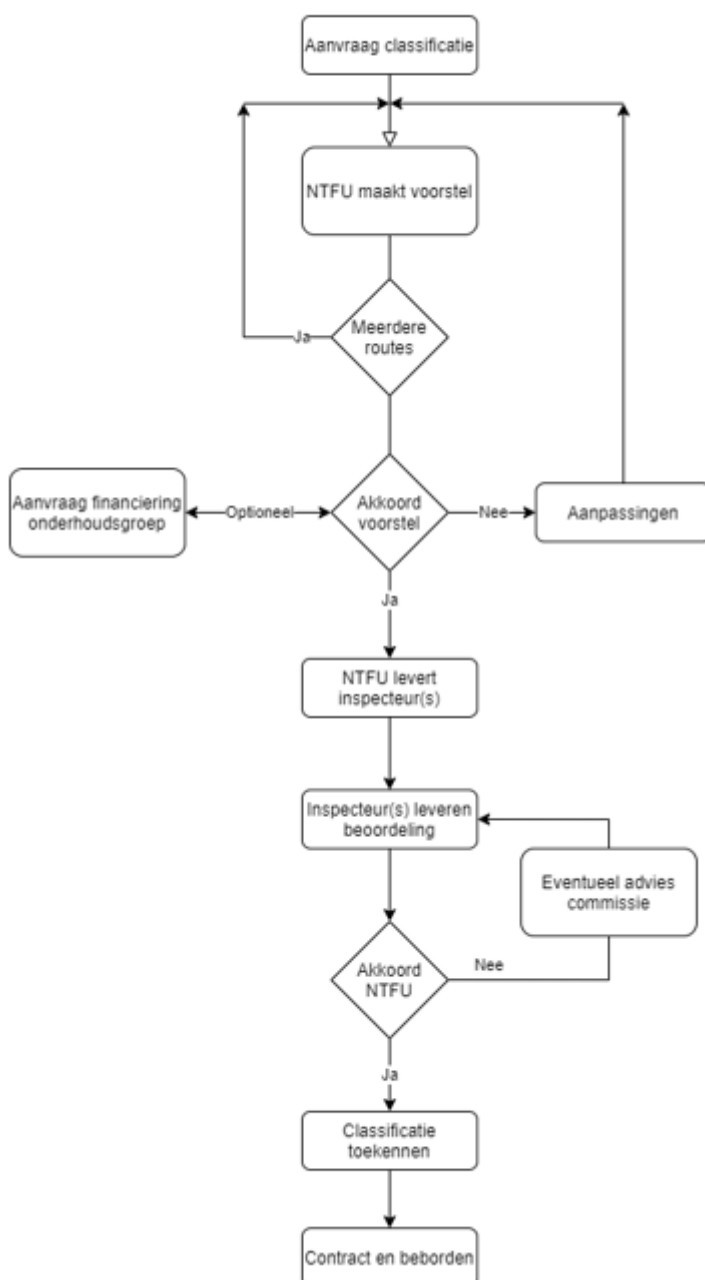 Aanvraag classificatie
NTFU maakt voorstel
Meerdere
routes
Ja
Aanvraag financiering
onderhoudsgroep
Optioneel
Akkoord
voorstel
Nee
Aanpassingen
Ja
NTFU levert
inspecteur(s)
Inspecteur(s) leveren
beoordeling
Eventueel advies
commissie
Akkoord
NTFU
Nee
Ja
Classificatie
toekennen
Contract en beborden